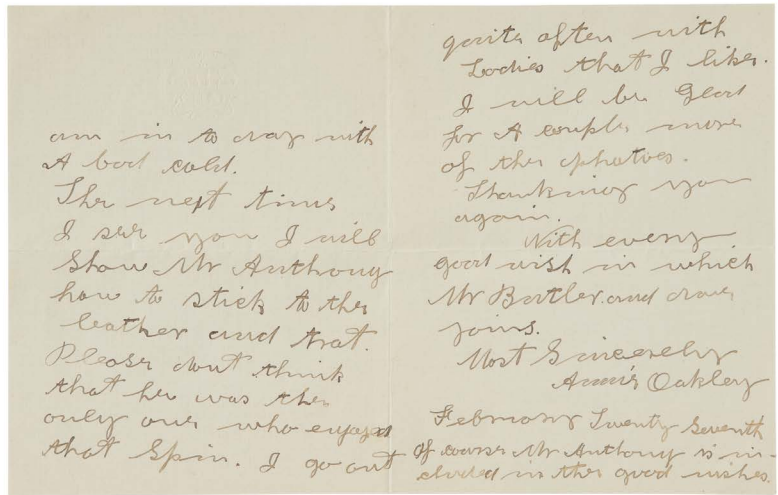 am in to day with
A bad cold.
The next time
I see you I will
Show Mr Anthony
how to stick to the
leather and that.
Please dont think
that he was the
only one who enjoyed
that Spin. I go out
quite often with
Ladies that I like.
I will be Glad
for A couple more
of the photoes.
Thanking you
again.
With every
good wish in which
Mr Butler and dave
joins.
Most Sincerely
Annie Oakley
February Twenty Seventh
Of course Mr Anthony is in-
cluded in the good wishes.